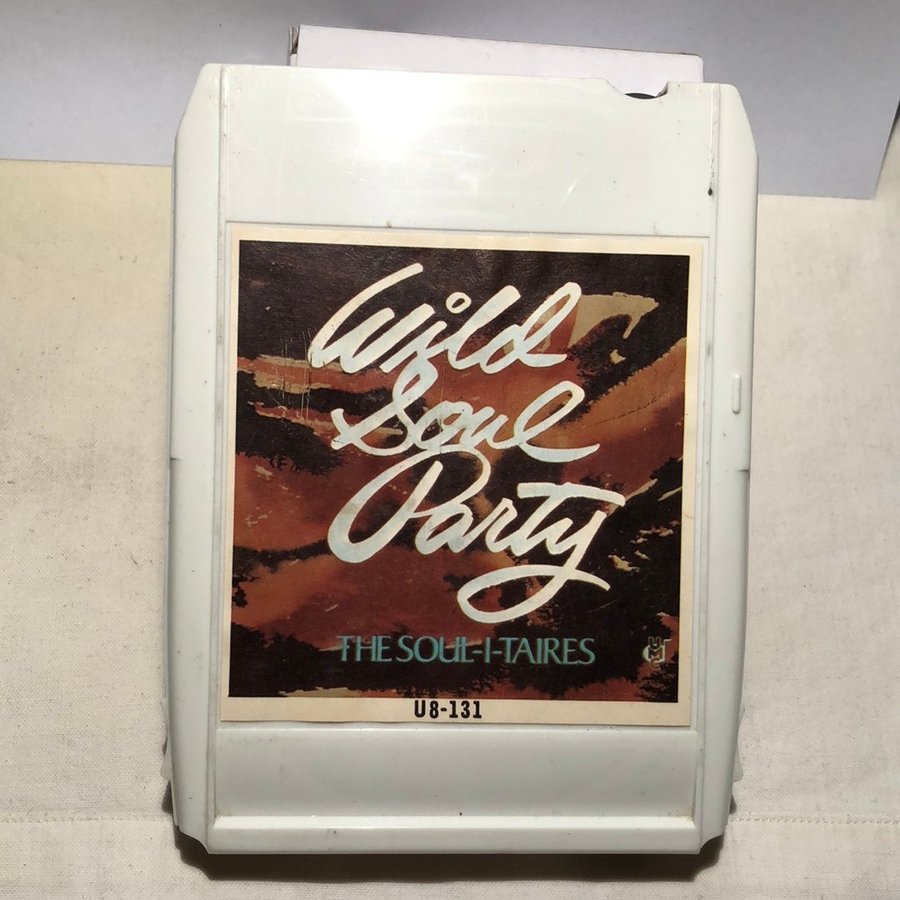 Wild
Soul
Party
THE SOUL-I-TAIRES
U8-131